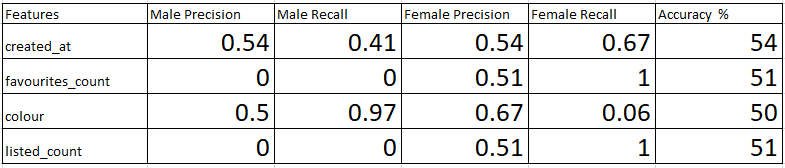 Features Male Precision Male Recall Female Precision Female Recall Accuracy %
created_at 0.54 0.41 0.54 0.67 54
favourites_count 0 0 0.51 1 51
colour 0.5 0.97 0.67 0.06 50
listed_count 0 0 0.51 1 51